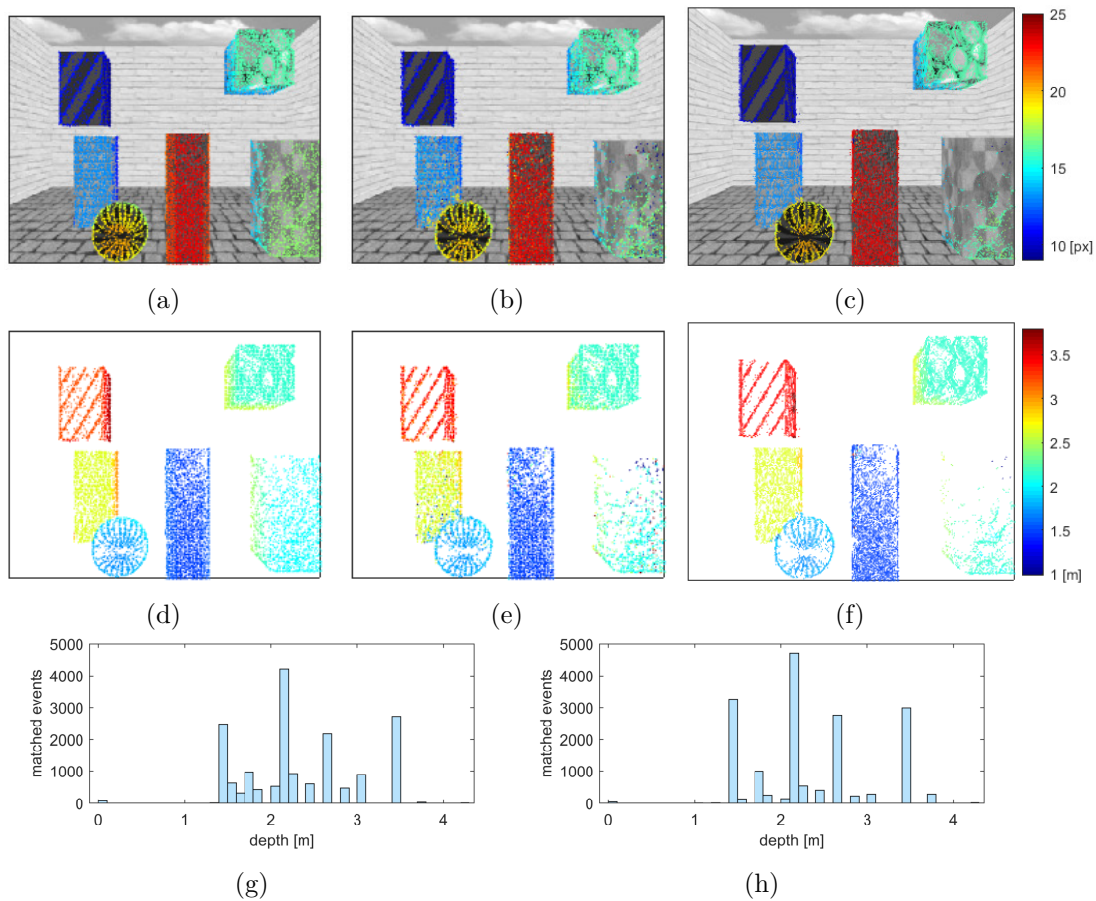 25
20
15
10 [px]
(a) (b) (c)
3.5
3
2.5
2
1.5
1 [m]
(d) (e) (f)
5000 5000
4000 4000
3000 3000
2000 2000
1000 1000
0 0
matched events matched events
0 1 2 3 4 0 1 2 3 4
depth [m] depth [m]
(g) (h)